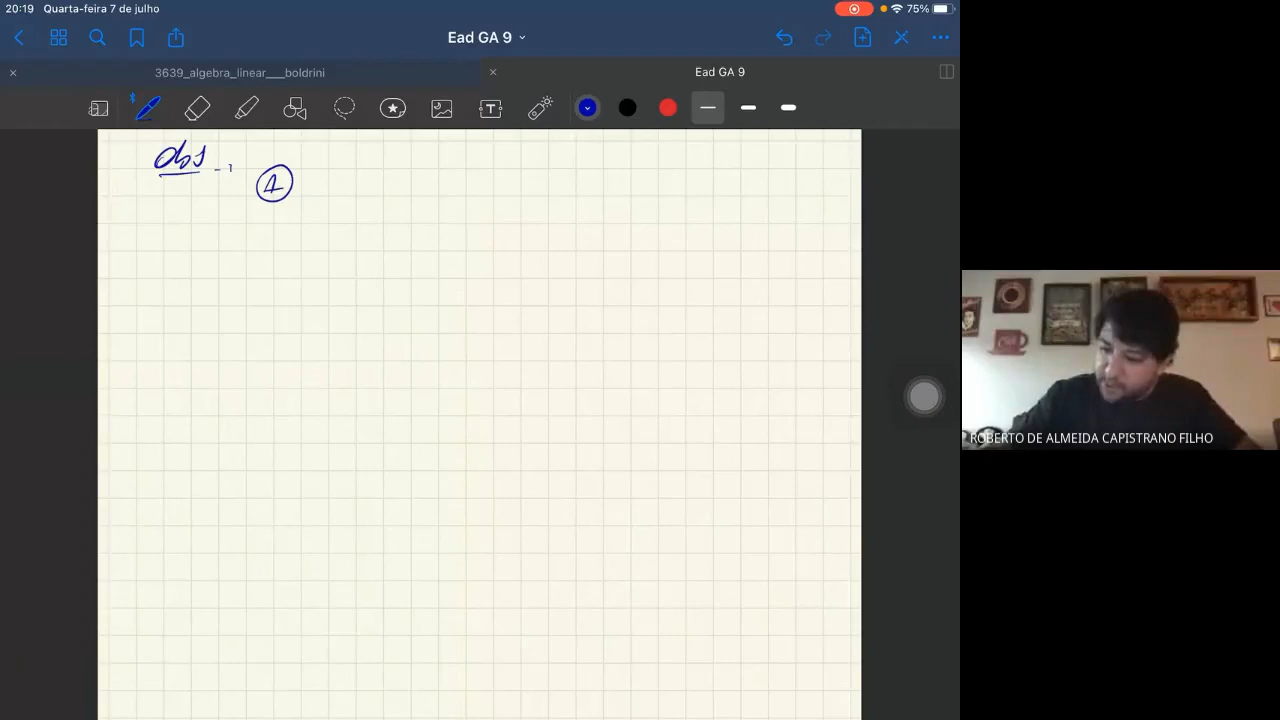 20:19 Quarta-feira 7 de julho 75%
Ead GA 9
3639_algebra_linear___boldrini
Ead GA 9
T
Obs
1
ROBERTO DE ALMEIDA CAPISTRANO FILHO